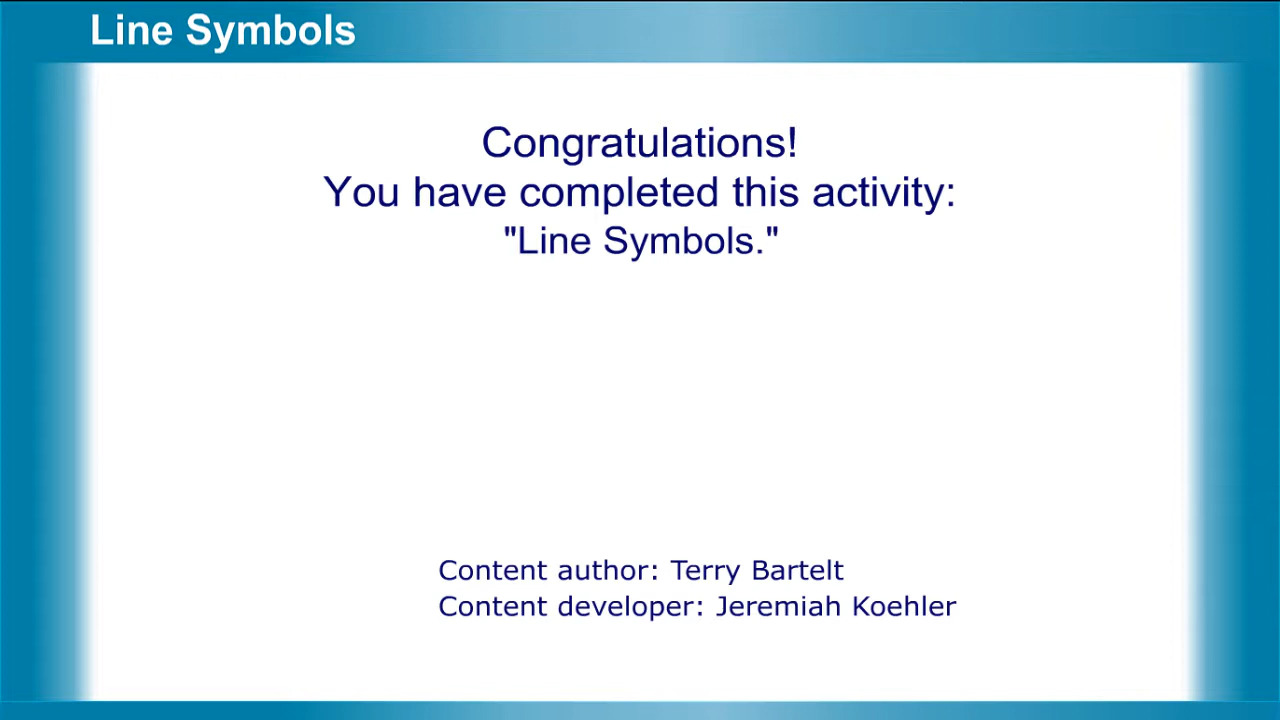 Line Symbols
Congratulations!
You have completed this activity:
"Line Symbols."
Content author: Terry Bartelt
Content developer: Jeremiah Koehler